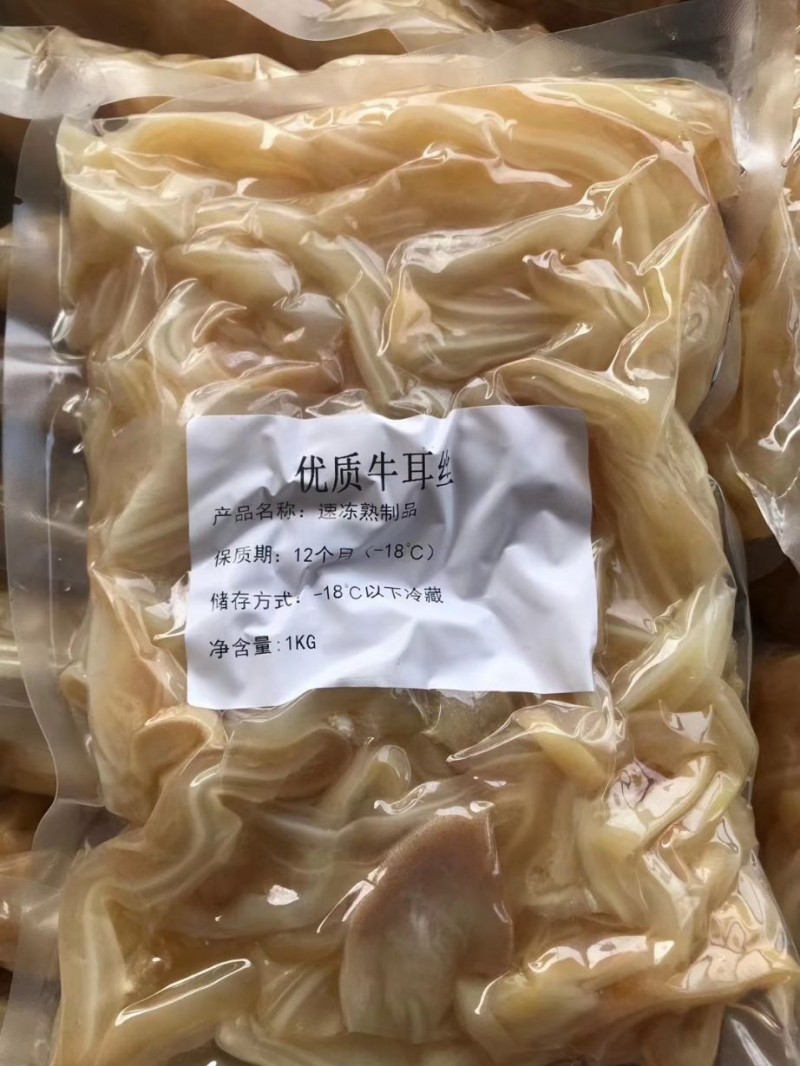 优质牛耳丝
产品名称：速冻熟制品
保质期：12个月（-18℃）
储存方式：-18℃以下冷藏
净含量：1KG